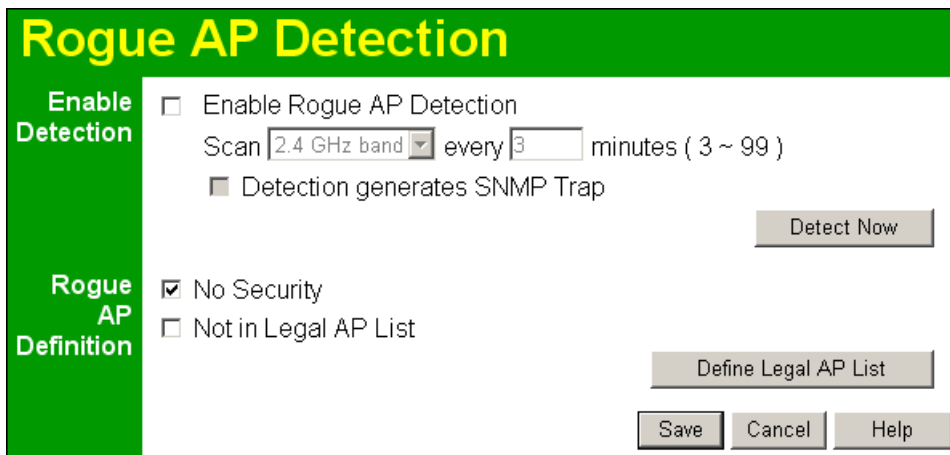 Rogue AP Detection
Enable Detection
Enable Rogue AP Detection
Scan 2.4 GHz band every 3 minutes ( 3 ~ 99 )
Detection generates SNMP Trap
Detect Now
Rogue AP Definition
No Security
Not in Legal AP List
Define Legal AP List
Save Cancel Help